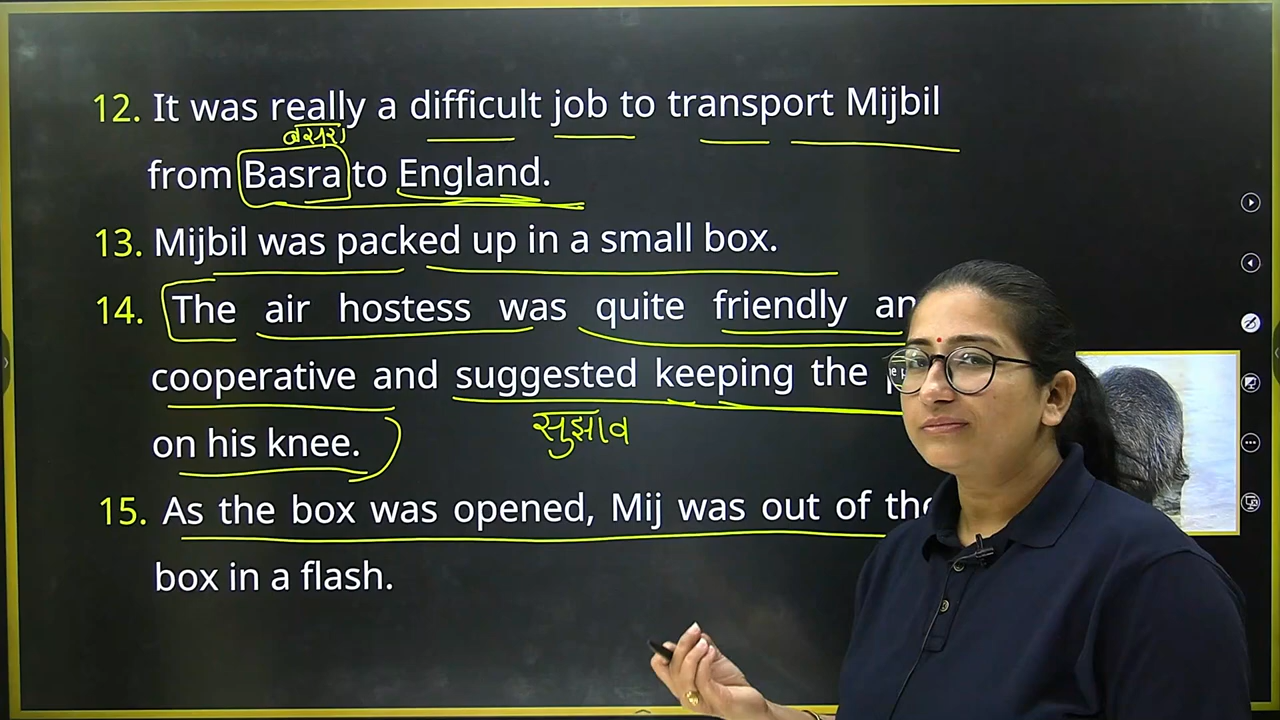 12. It was really a difficult job to transport Mijbil
बसरा
from Basra to England.
13. Mijbil was packed up in a small box.
14. The air hostess was quite friendly an
cooperative and suggested keeping the p
सुझाव
on his knee.
15. As the box was opened, Mij was out of the
box in a flash.